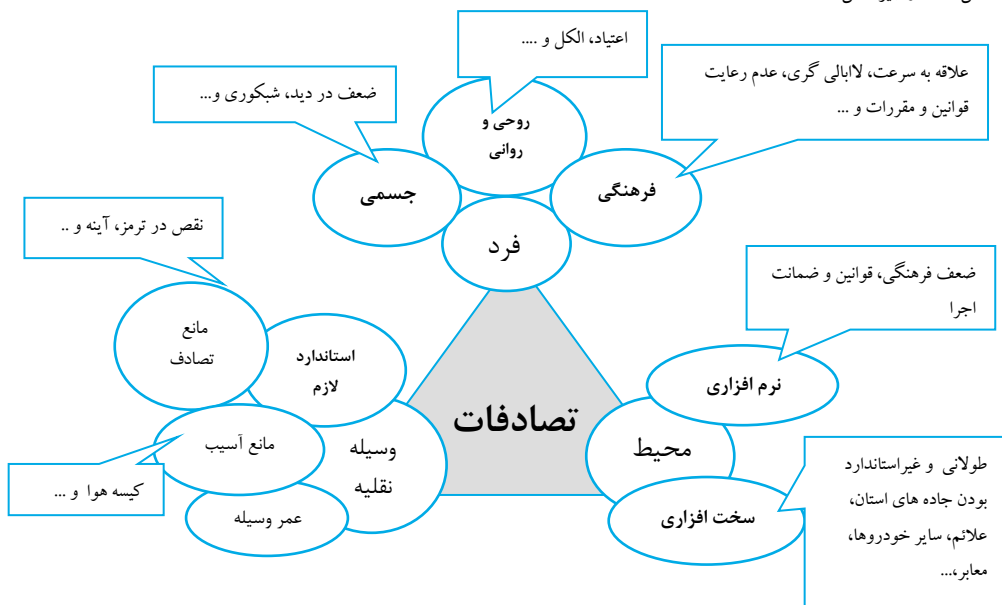 اعتیاد، الکل و ....
علاقه به سرعت، لاابالی گری، عدم رعایت
قوانین و مقررات و ...
ضعف در دید، شبکوری و...
روحی و
روانی
جسمی
فرهنگی
فرد
نقص در ترمز، آینه و ..
ضعف فرهنگی، قوانین و ضمانت
اجرا
مانع
تصادف
استاندارد
لازم
نرم افزاری
تصادفات
مانع آسیب
وسیله
نقلیه
محیط
کیسه هوا و ...
عمر وسیله
سخت افزاری
طولانی و غیراستاندارد
بودن جاده های استان،
علائم، سایر خودروها،
معابر،...